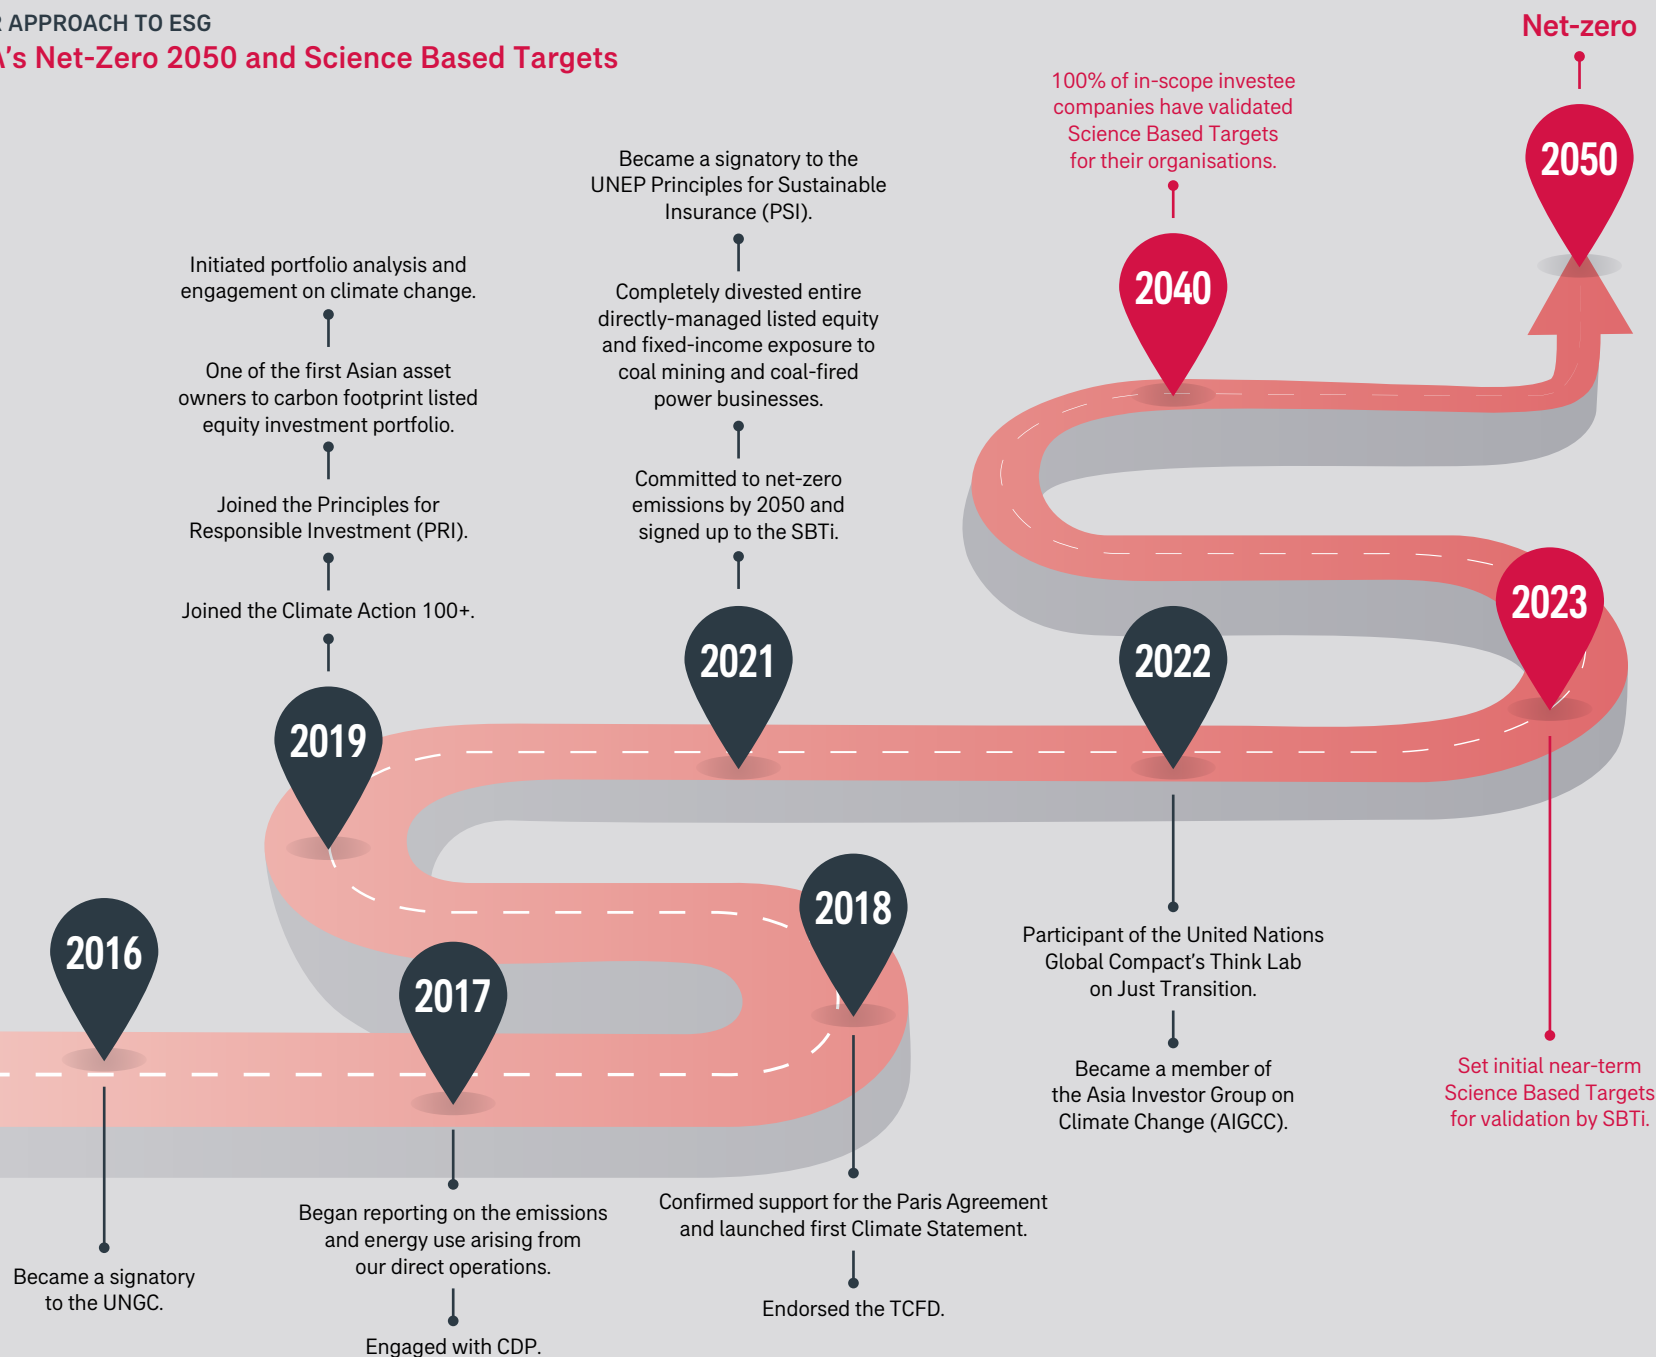 R APPROACH TO ESG
A's Net-Zero 2050 and Science Based Targets
Net-zero
2050
100% of in-scope investee
companies have validated
Science Based Targets
for their organisations.
2040
Became a signatory to the
UNEP Principles for Sustainable
Insurance (PSI).
Completely divested entire
directly-managed listed equity
and fixed-income exposure to
coal mining and coal-fired
power businesses.
Committed to net-zero
emissions by 2050 and
signed up to the SBTi.
2021
Initiated portfolio analysis and
engagement on climate change.
One of the first Asian asset
owners to carbon footprint listed
equity investment portfolio.
Joined the Principles for
Responsible Investment (PRI).
Joined the Climate Action 100+.
2019
2023
Set initial near-term
Science Based Targets
for validation by SBTi.
2022
Participant of the United Nations
Global Compact's Think Lab
on Just Transition.
Became a member of
the Asia Investor Group on
Climate Change (AIGCC).
2018
Confirmed support for the Paris Agreement
and launched first Climate Statement.
Endorsed the TCFD.
2016
Became a signatory
to the UNGC.
2017
Began reporting on the emissions
and energy use arising from
our direct operations.
Engaged with CDP.